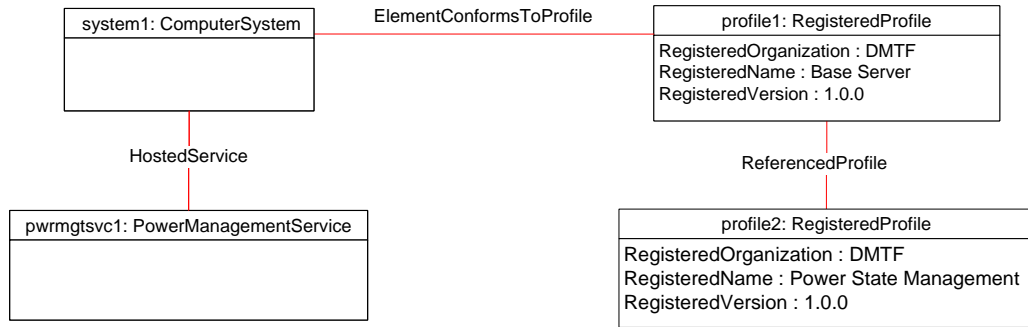 system1: ComputerSystem
ElementConformsToProfile
profile1: RegisteredProfile
RegisteredOrganization : DMTF
RegisteredName : Base Server
RegisteredVersion : 1.0.0
HostedService
ReferencedProfile
pwrmgtsvc1: PowerManagementService
profile2: RegisteredProfile
RegisteredOrganization : DMTF
RegisteredName : Power State Management
RegisteredVersion : 1.0.0